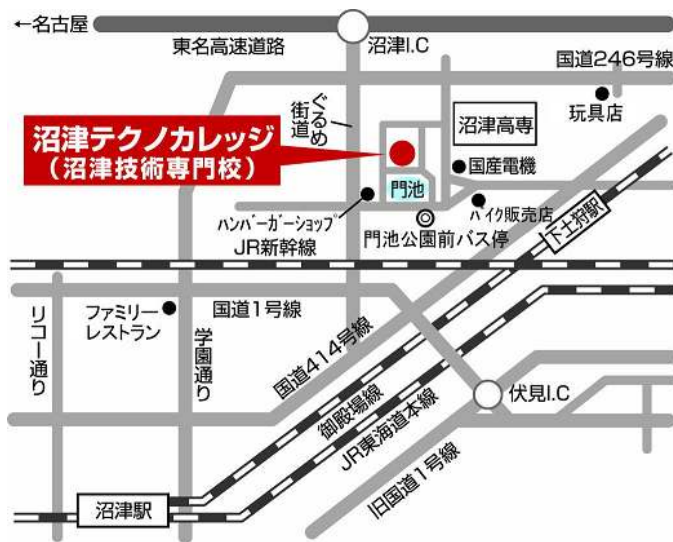 ←名古屋
東名高速道路
沼津I.C
国道246号線
ぐるめ
街道
玩具店
沼津高専
沼津テクノカレッジ
(沼津技術専門校)
国産電機
門池
ハンバーガーショップ
バイク販売店
門池公園前バス停
下土狩駅
JR新幹線
ファミリー
レストラン
国道1号線
リコー通り
学園通り
国道414号線
御殿場線
JR東海道本線
伏見I.C
旧国道1号線
沼津駅